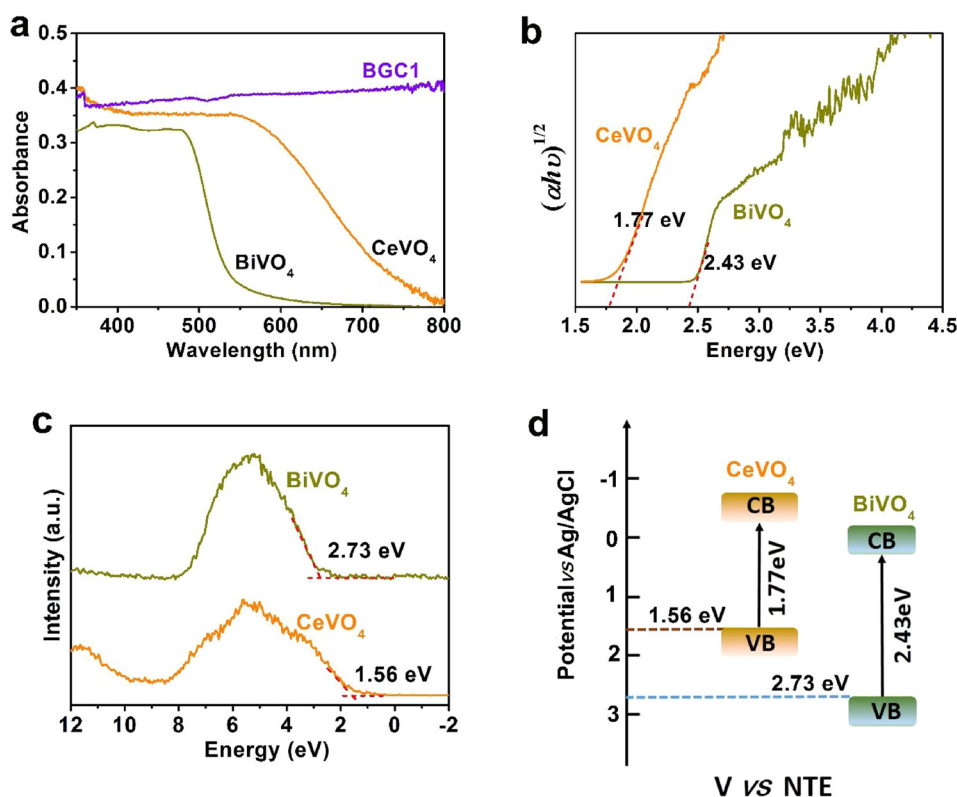 a
Absorbance
0.5
0.4
0.3
0.2
0.1
0.0
BGC1
BiVO4
CeVO4
400 500 600 700 800
Wavelength (nm)
b
(αhυ)1/2
CeVO4
1.77 eV
BiVO4
2.43 eV
1.5 2.0 2.5 3.0 3.5 4.0 4.5
Energy (eV)
c
Intensity (a.u.)
BiVO4
2.73 eV
CeVO4
1.56 eV
12 10 8 6 4 2 0 -2
Energy (eV)
d
Potential vs Ag/AgCl
-1
0
1
2
3
CeVO4
CB
1.77eV
1.56 eV
VB
BiVO4
CB
2.43eV
2.73 eV
VB
V vs NTE